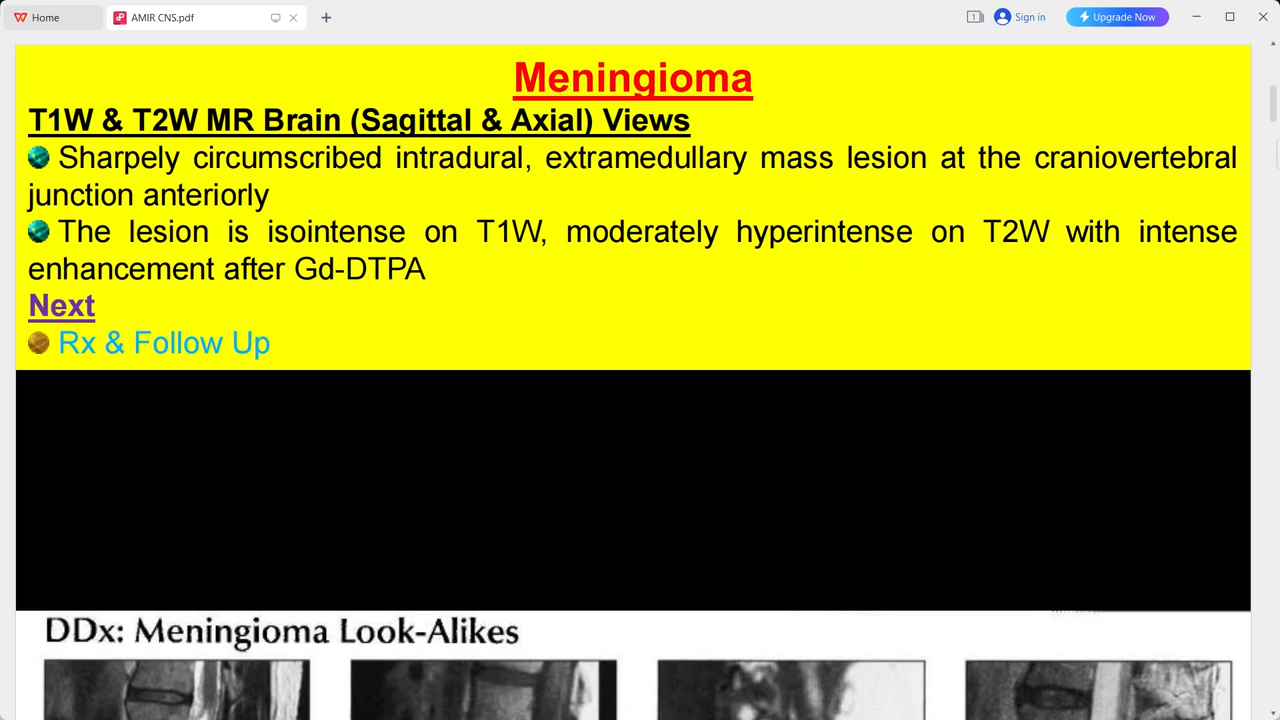 Home
AMIR CNS.pdf
1
Sign in
Upgrade Now
Meningioma
T1W & T2W MR Brain (Sagittal & Axial) Views
Sharpely circumscribed intradural, extramedullary mass lesion at the craniovertebral
junction anteriorly
The lesion is isointense on T1W, moderately hyperintense on T2W with intense
enhancement after Gd-DTPA
Next
Rx & Follow Up
DDx: Meningioma Look-Alikes